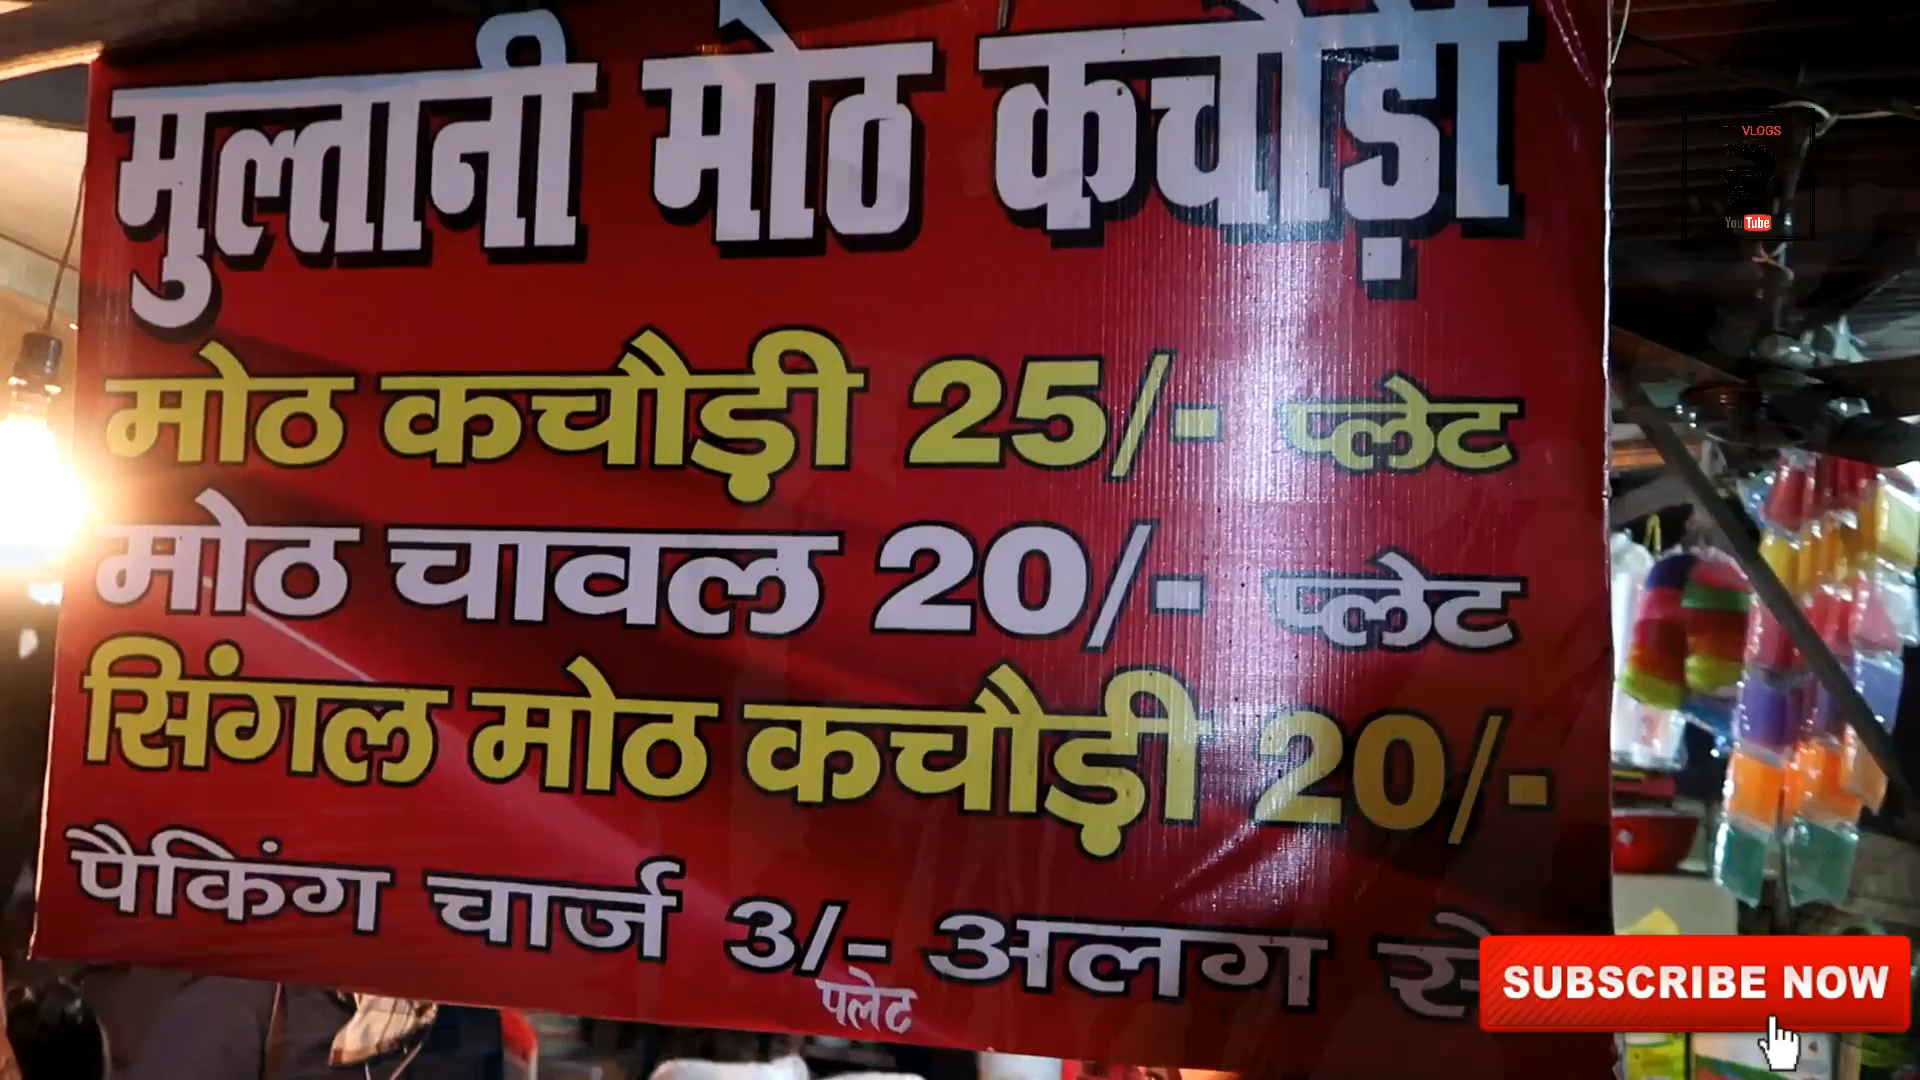 मुल्तानी मोठ कचौड़ी
मोठ कचौड़ी 25/- प्लेट
मोठ चावल 20/- प्लेट
सिंगल मोठ कचौड़ी 20/-
पैकिंग चार्ज 3/- अलग से
पलेट
VLOGS
YouTube
SUBSCRIBE NOW